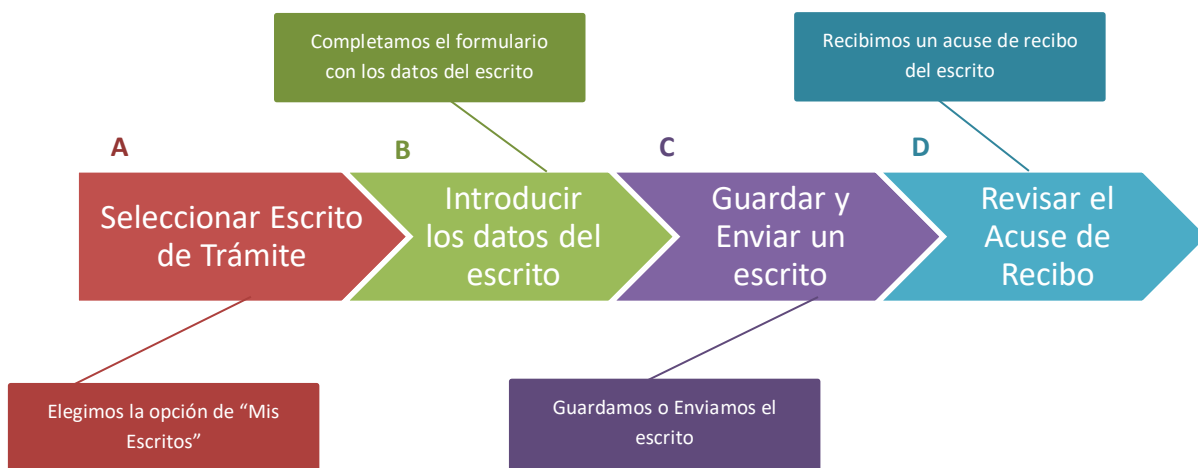 Completamos el formulario
con los datos del escrito
Recibimos un acuse de recibo
del escrito
A
B
C
D
Seleccionar Escrito
de Trámite
Introducir
los datos del
escrito
Guardar y
Enviar un
escrito
Revisar el
Acuse de
Recibo
Elegimos la opción de “Mis
Escritos”
Guardamos o Enviamos el
escrito